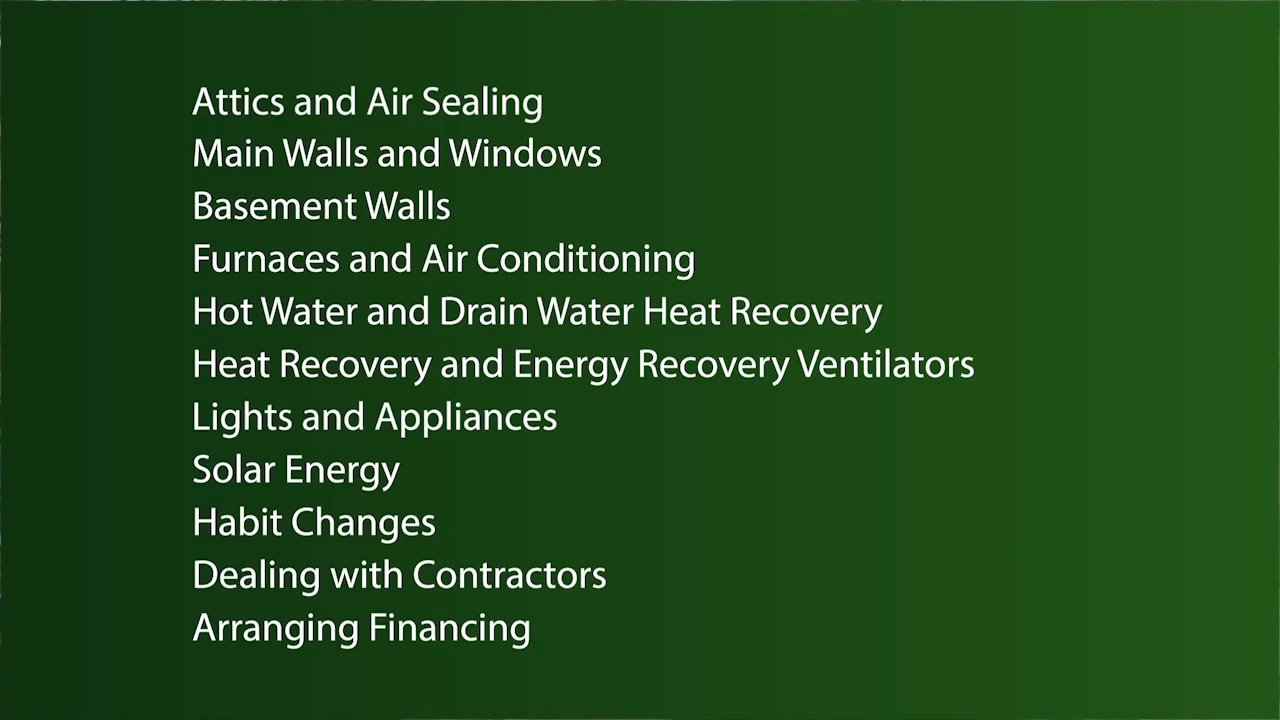 Attics and Air Sealing
Main Walls and Windows
Basement Walls
Furnaces and Air Conditioning
Hot Water and Drain Water Heat Recovery
Heat Recovery and Energy Recovery Ventilators
Lights and Appliances
Solar Energy
Habit Changes
Dealing with Contractors
Arranging Financing